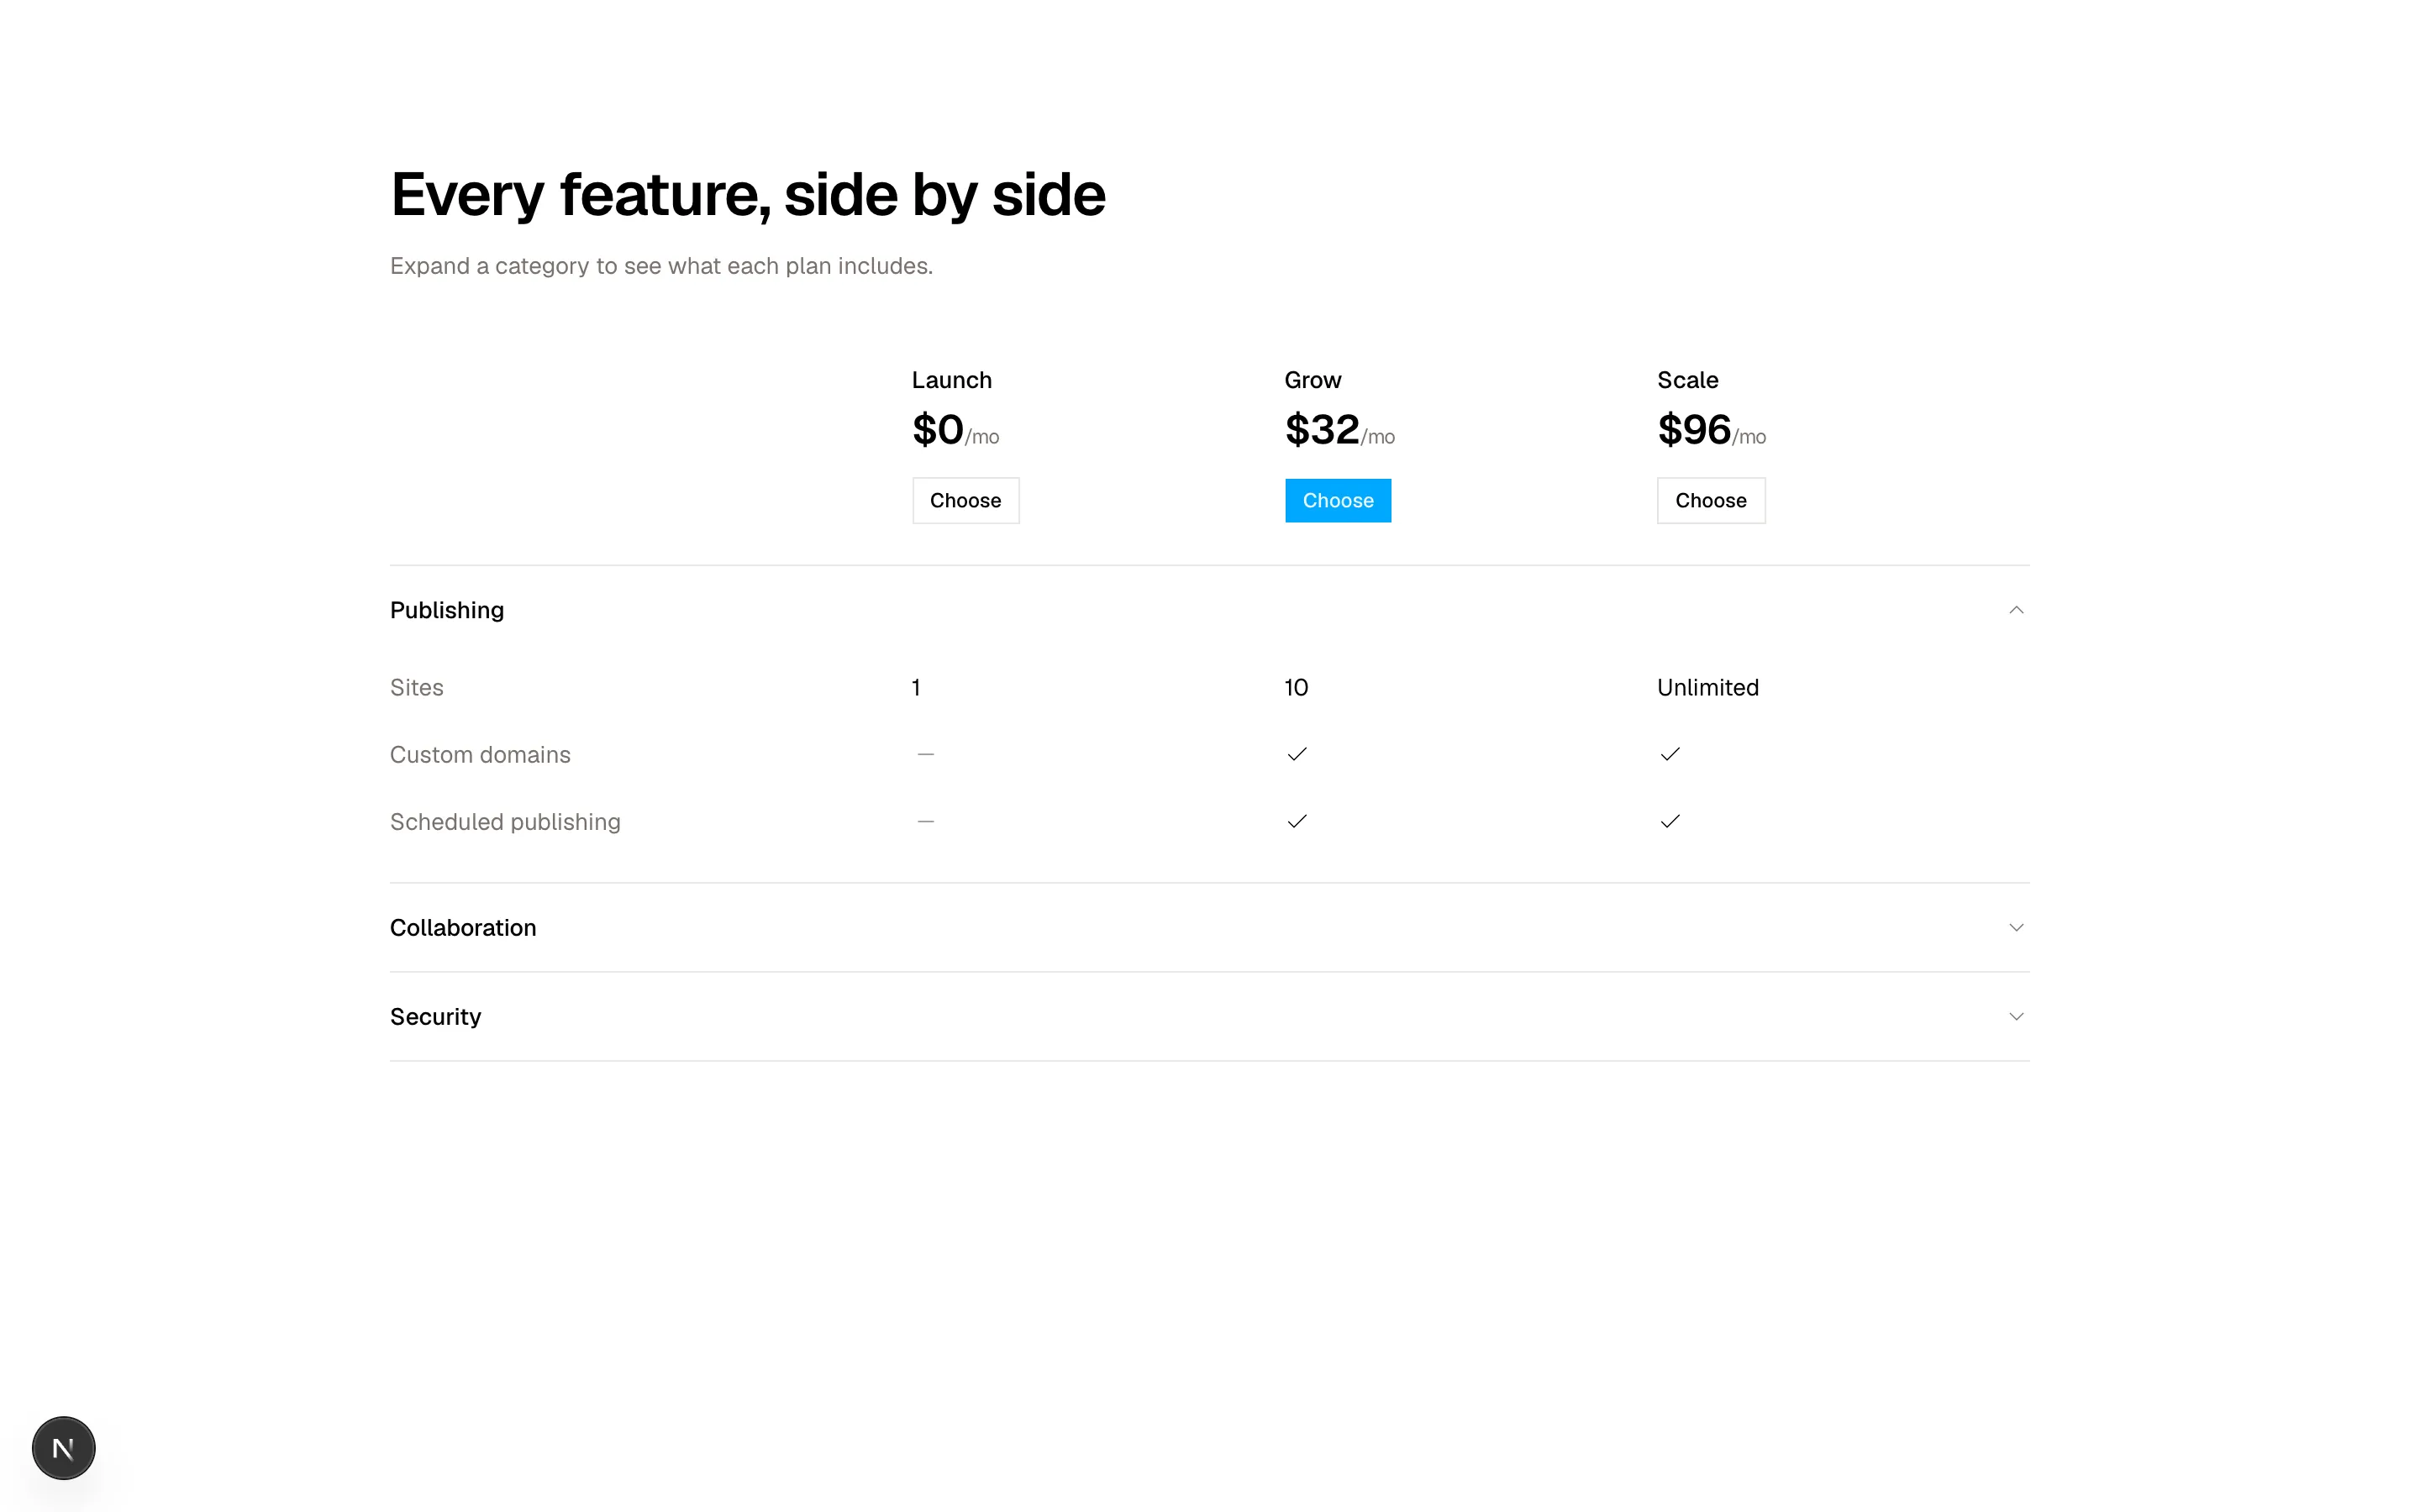 Every feature, side by side
Expand a category to see what each plan includes.
Launch Grow Scale
$0/mo $32/mo $96/mo
Choose Choose Choose
Publishing
Sites 1 10 Unlimited
Custom domains
Scheduled publishing
Collaboration
Security
N